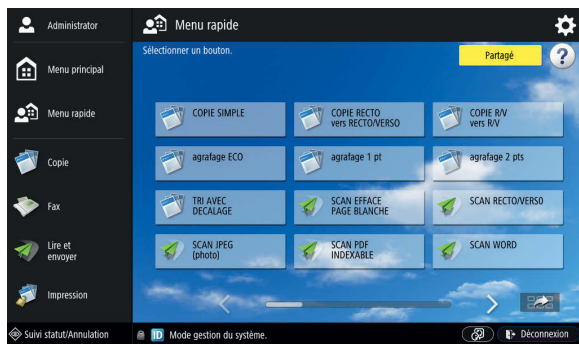 Administrator
Menu rapide
Sélectionner un bouton.
Partagé
?
Menu principal
Menu rapide
COPIE SIMPLE
COPIE RECTO
vers RECTO/VERSO
COPIE R/V
vers R/V
Copie
agrafage ECO
agrafage 1 pt
agrafage 2 pts
Fax
TRI AVEC
DECALAGE
SCAN EFFACE
PAGE BLANCHE
SCAN RECTO/VERSO
Lire et
envoyer
SCAN JPEG
(photo)
SCAN PDF
INDEXABLE
SCAN WORD
Impression
Suivi statut/Annulation
ID Mode gestion du système.
Déconnexion